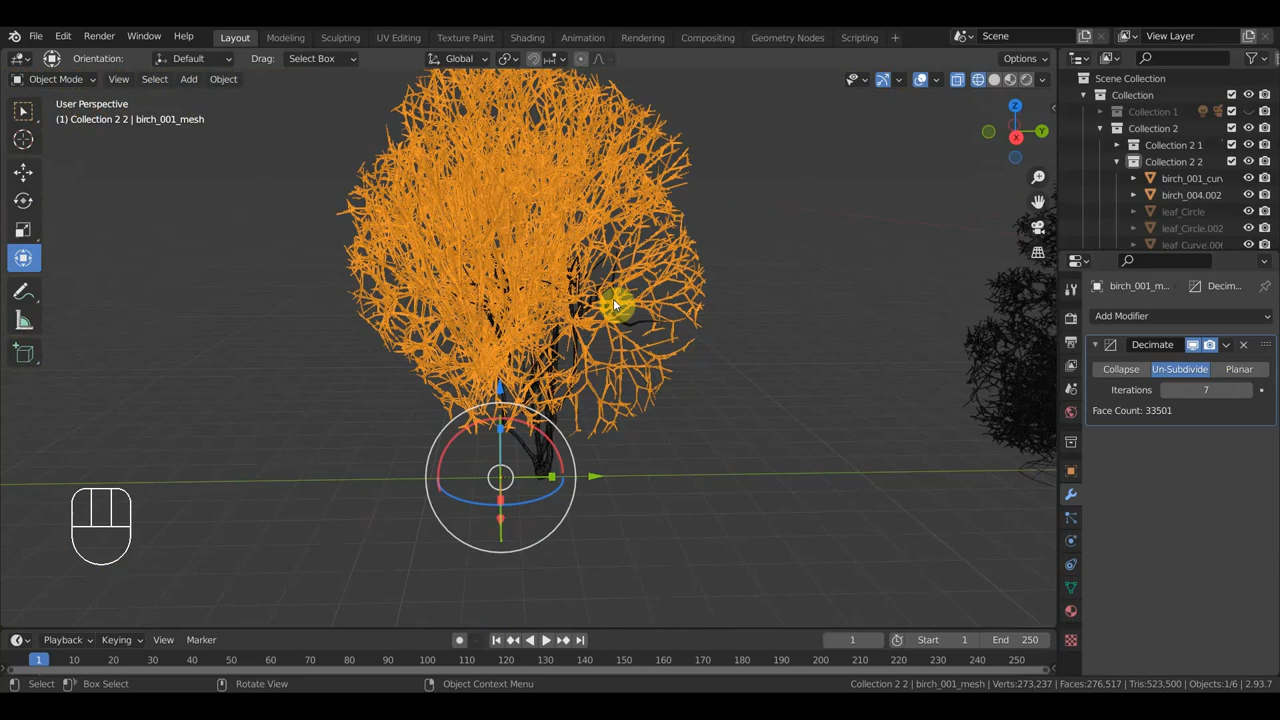 File Edit Render Window Help Layout Modeling Sculpting UV Editing Texture Paint Shading Animation Rendering Compositing Geometry Nodes Scripting + Scene View Layer
Orientation: Default Drag: Select Box Global Options
Object Mode View Select Add Object
User Perspective
(1) Collection 2 2 | birch_001_mesh
Z
Y
X
Scene Collection
Collection
Collection 1
Collection 2
Collection 2 1
Collection 2 2
birch_001_curv
birch_004.002
leaf_Circle
leaf_Circle.002
leaf Curve.006
birch_001_m... Decim...
Add Modifier
Decimate
Collapse Un-Subdivide Planar
Iterations 7
Face Count: 33501
Playback Keying View Marker 1 Start 1 End 250
1 10 20 30 40 50 60 70 80 90 100 110 120 130 140 150 160 170 180 190 200 210 220 230 240 250
Select Box Select Rotate View Object Context Menu Collection 2 2 | birch_001_mesh | Verts:273,237 | Faces:276,517 | Tris:523,500 | Objects:1/6 | 2.93.7